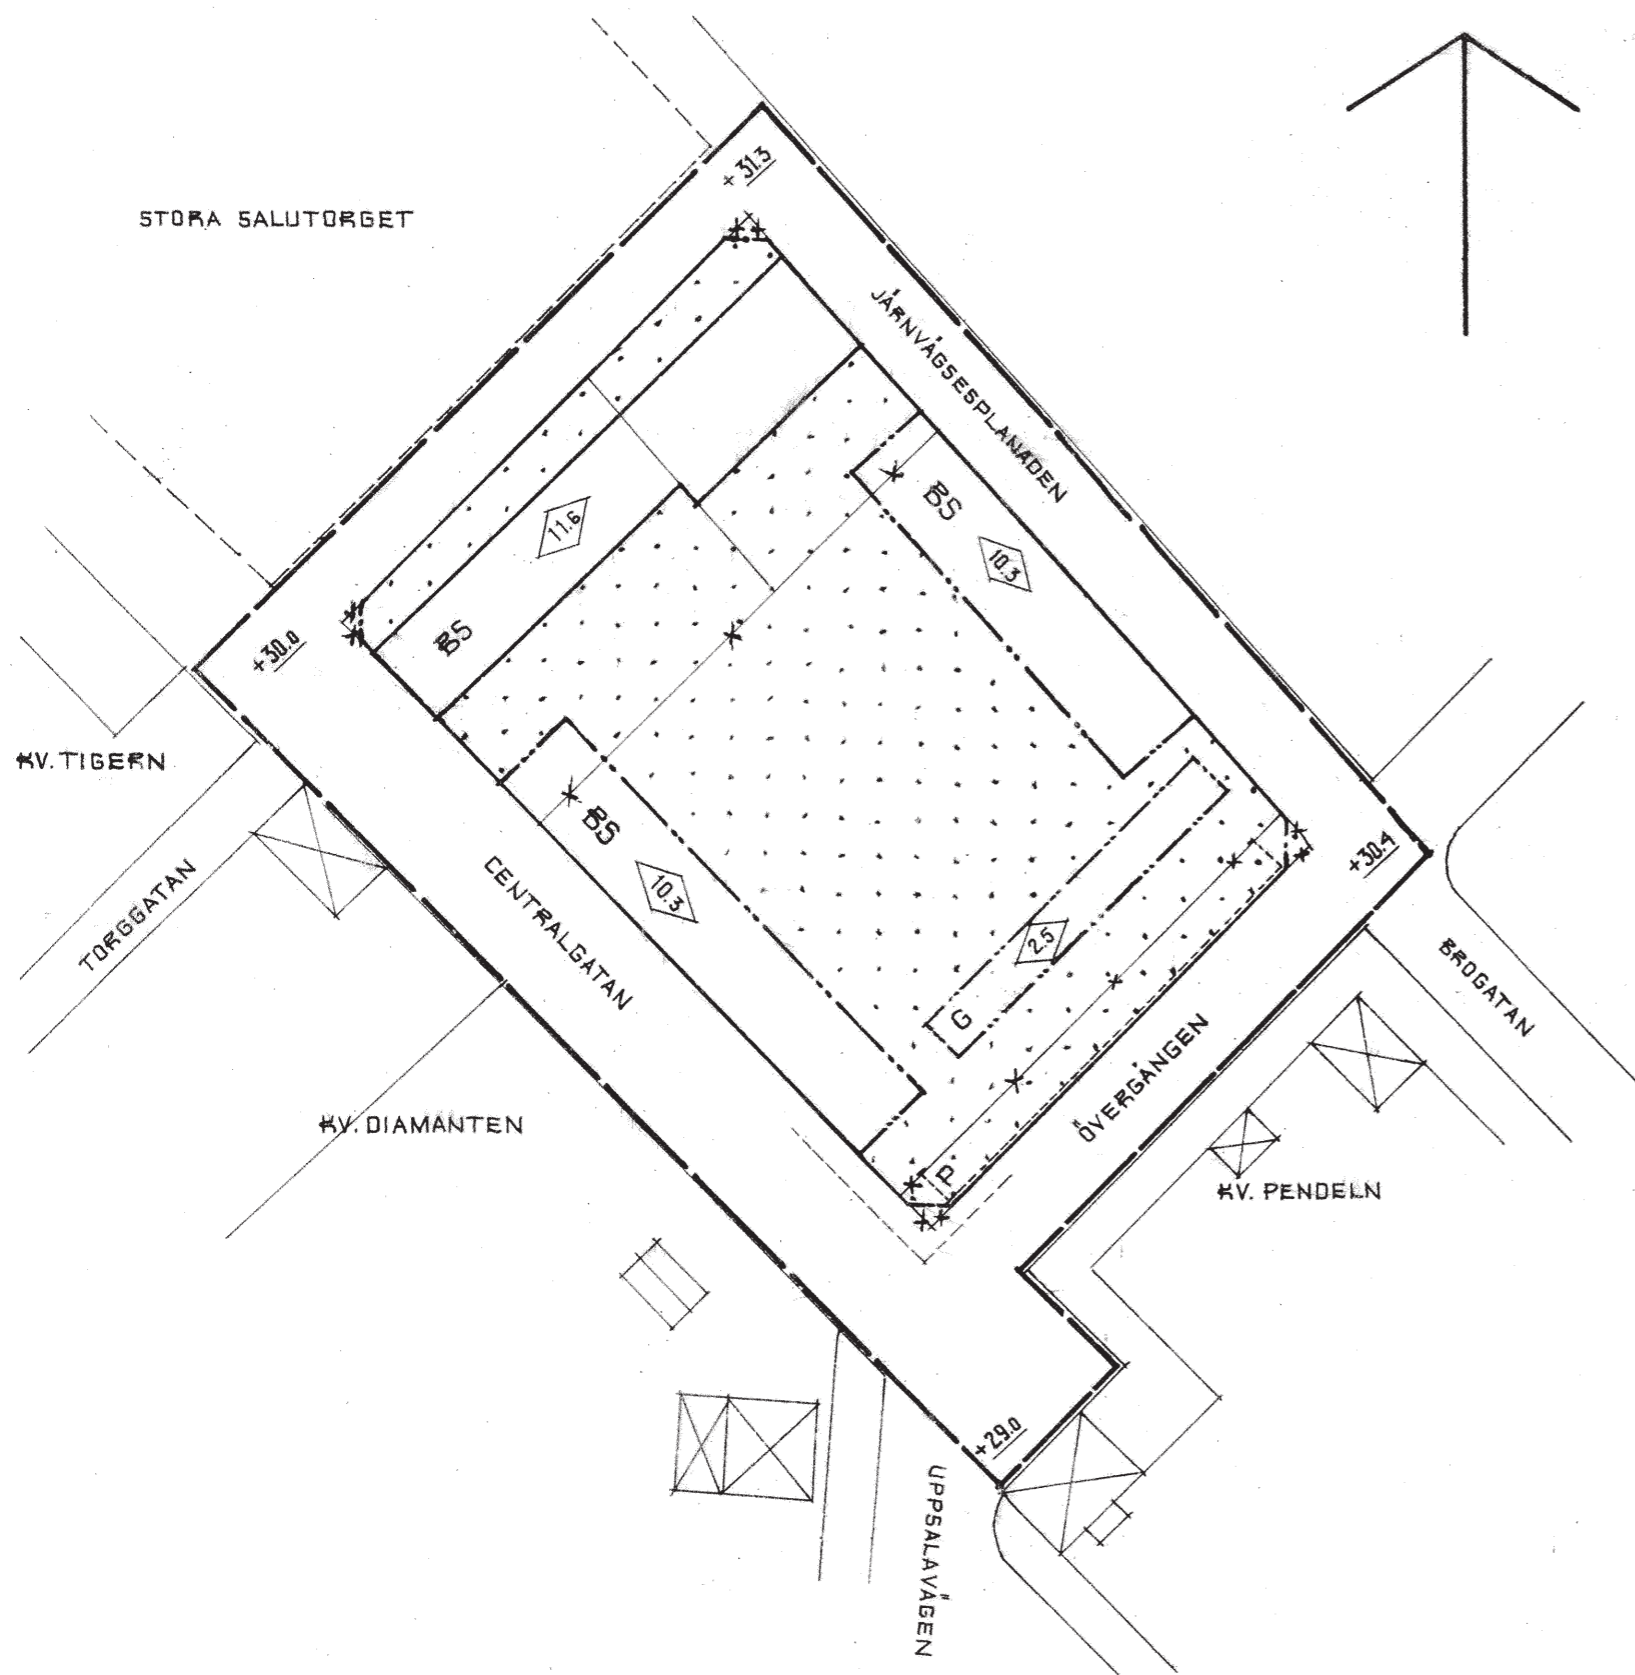 +31.3
STORA SALUTORGET
JÄRNVÄGSESPLANADEN
BS
11.6
10.3
BS
+30.0
KV. TIGERN
BS
10.3
+30.4
CENTRALGATAN
TORGGATAN
2.5
G
BROGATAN
ÖVERGÅNGEN
KV. DIAMANTEN
P
KV. PENDELN
+29.0
UPPSALAVÄGEN